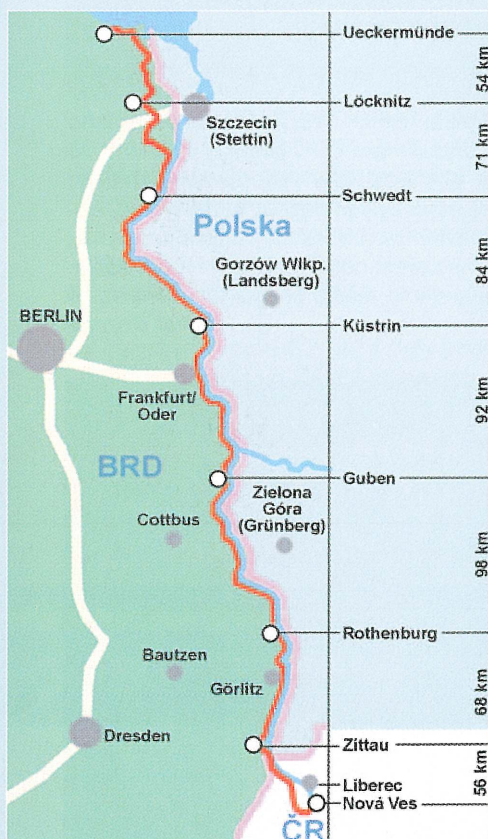 Ueckermünde
54 km
Löcknitz
Szczecin
(Stettin)
71 km
Schwedt
Polska
84 km
Gorzów Wlkp.
(Landsberg)
BERLIN
Küstrin
Frankfurt/
Oder
92 km
BRD
Guben
Zielona
Góra
(Grünberg)
Cottbus
98 km
Rothenburg
Bautzen
Görlitz
68 km
Dresden
Zittau
56 km
Liberec
Nová Ves
ČR